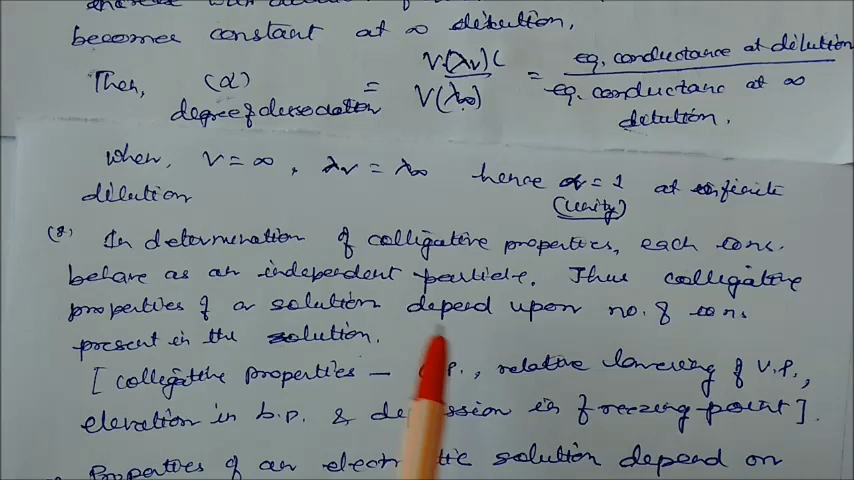 becomes constant at ∞ dilution.
Then, (α) = V(λv) = eq. conductance at dilution
degree of dissociation V(λ∞) eq. conductanc at ∞
dilution.
when, V = ∞ , λv = λ∞ hence α = 1 at infinite
dilution (unity)
(8) In determination of colligative properties, each ions.
behave as an independent particle. Thus colligative
properties of a solution depend upon no. of ions
present in the solution.
[ colligative properties – P. , relative lowering of V.P.,
elevation in b.p. & depression in freezing point ].
Properties of an electrolytic solution depend on